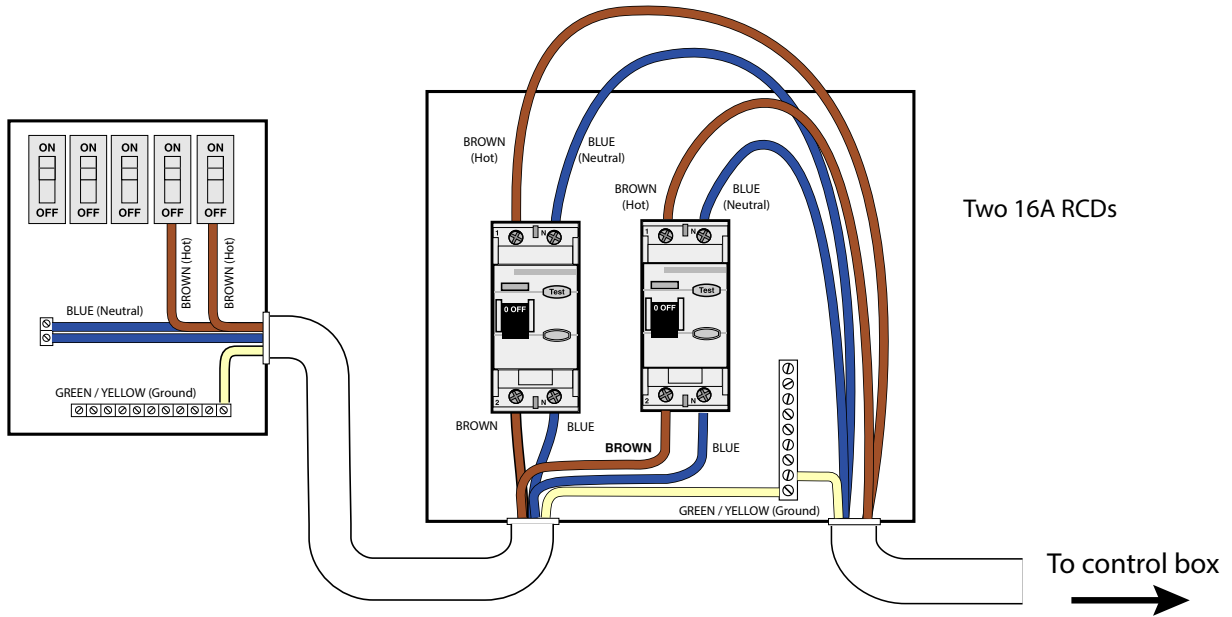 ON
ON
ON
ON
ON
OFF
OFF
OFF
OFF
OFF
BROWN (Hot)
BROWN (Hot)
BLUE (Neutral)
GREEN / YELLOW (Ground)
BROWN
(Hot)
BLUE
(Neutral)
BROWN
(Hot)
BLUE
(Neutral)
1
N
Test
0 OFF
2
N
1
N
Test
0 OFF
2
N
BROWN
BLUE
BROWN
BLUE
GREEN / YELLOW (Ground)
Two 16A RCDs
To control box